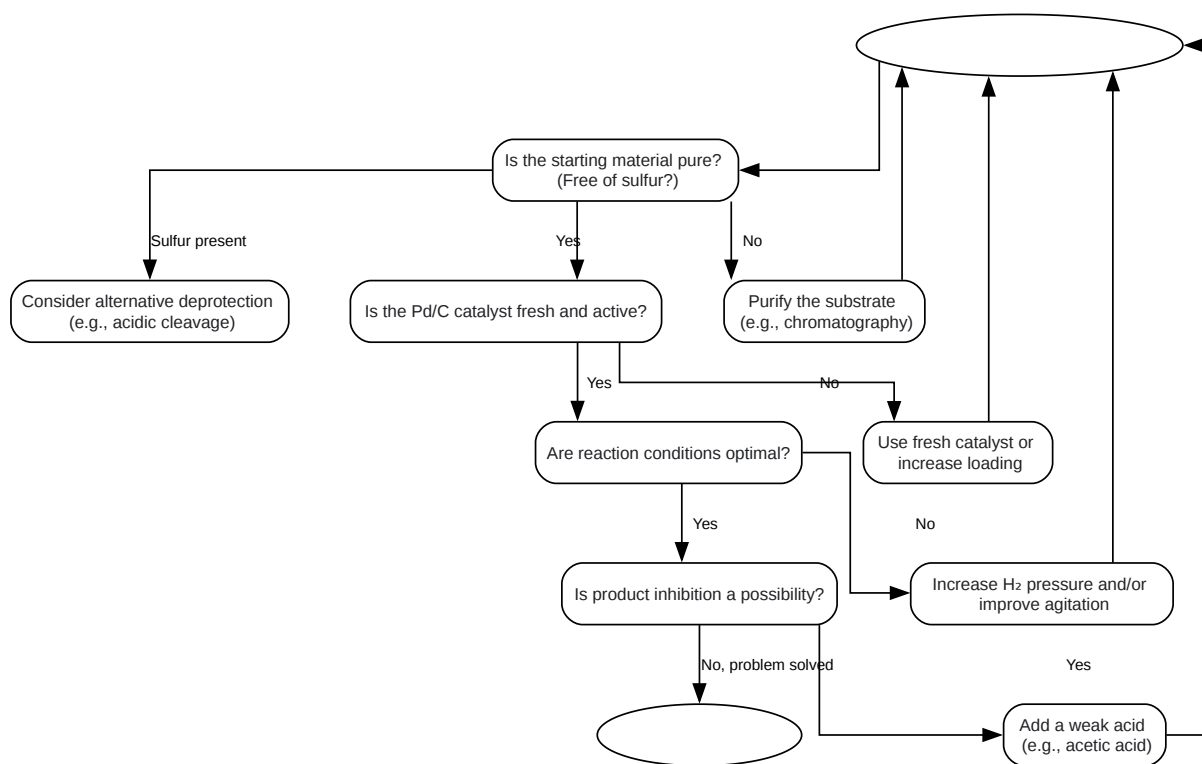 Is the starting material pure?
(Free of sulfur?)
Sulfur present
Yes
No
Consider alternative deprotection
(e.g., acidic cleavage)
Is the Pd/C catalyst fresh and active?
Purify the substrate
(e.g., chromatography)
Yes
No
Are reaction conditions optimal?
Use fresh catalyst or
increase loading
Yes
No
Is product inhibition a possibility?
Increase H₂ pressure and/or
improve agitation
No, problem solved
Yes
Add a weak acid
(e.g., acetic acid)